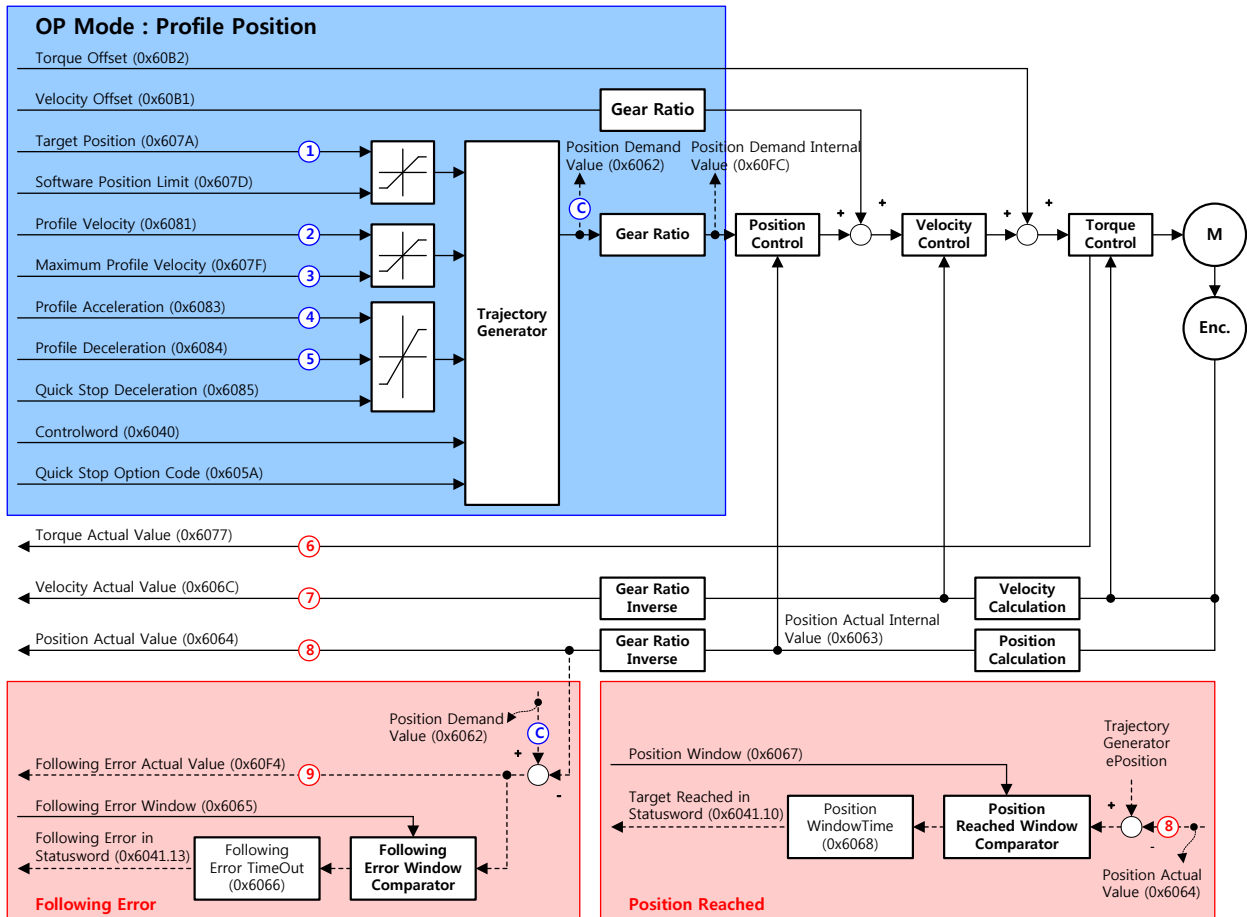 OP Mode : Profile Position
Torque Offset (0x60B2)
Velocity Offset (0x60B1)
Gear Ratio
Target Position (0x607A)
1
Position Demand
Value (0x6062)
Position Demand Internal
Value (0x60FC)
Software Position Limit (0x607D)
C
+
+
+
+
Profile Velocity (0x6081)
2
Gear Ratio
Position
Control
Velocity
Control
Torque
Control
M
Maximum Profile Velocity (0x607F)
3
Profile Acceleration (0x6083)
4
Trajectory
Generator
Enc.
Profile Deceleration (0x6084)
5
Quick Stop Deceleration (0x6085)
Controlword (0x6040)
Quick Stop Option Code (0x605A)
Torque Actual Value (0x6077)
6
Velocity Actual Value (0x606C)
7
Gear Ratio
Inverse
Velocity
Calculation
Position Actual Value (0x6064)
8
Gear Ratio
Inverse
Position Actual Internal
Value (0x6063)
Position
Calculation
Position Demand
Value (0x6062)
C
+
-
Following Error Actual Value (0x60F4)
9
Following Error Window (0x6065)
Following Error in
Statusword (0x6041.13)
Following
Error TimeOut
(0x6066)
Following
Error Window
Comparator
Following Error
Trajectory
Generator
ePosition
Position Window (0x6067)
Target Reached in
Statusword (0x6041.10)
Position
WindowTime
(0x6068)
Position
Reached Window
Comparator
+
-
8
Position Actual
Value (0x6064)
Position Reached